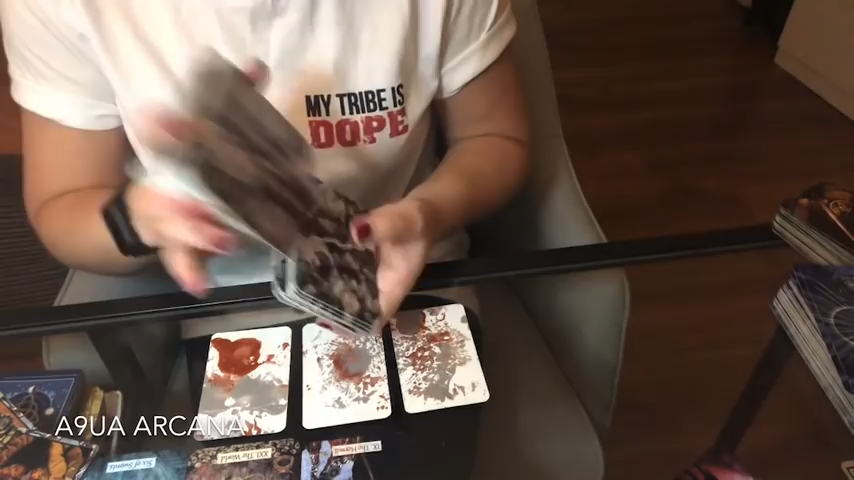 MY TRIBE IS
DOPE
A9UA ARCANA
Six of Swords
XXI. The World
IX. The Hermit